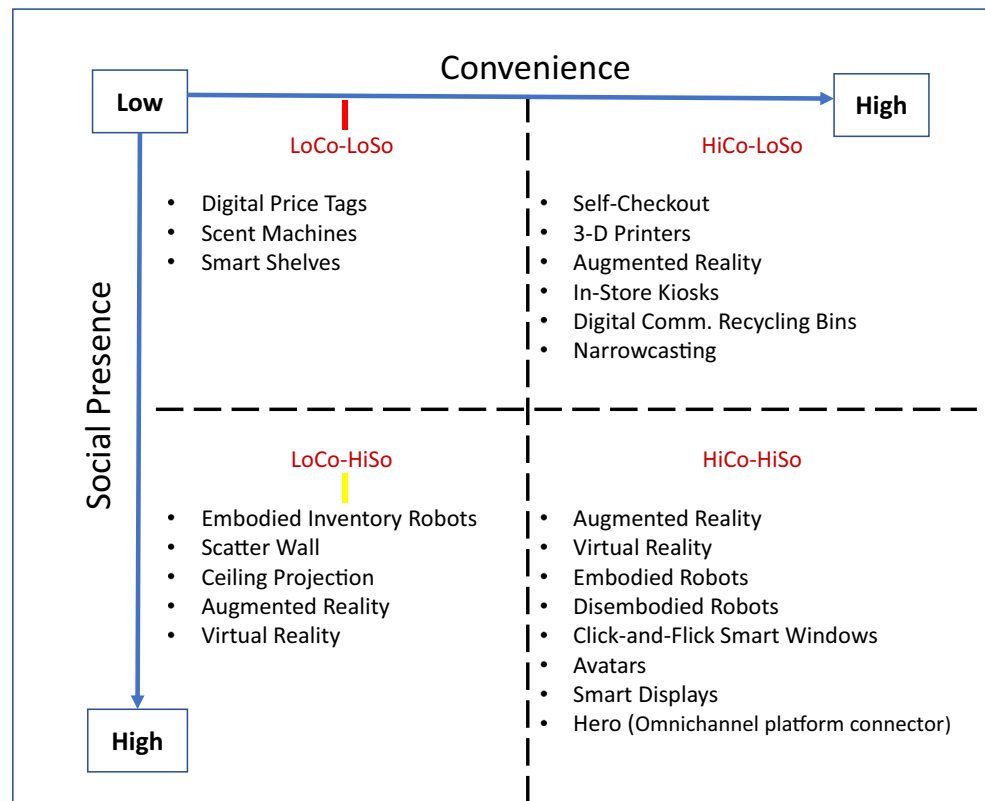 Convenience
Low
High
LoCo-LoSo
HiCo-LoSo
• Digital Price Tags
• Scent Machines
• Smart Shelves
• Self-Checkout
• 3-D Printers
• Augmented Reality
• In-Store Kiosks
• Digital Comm. Recycling Bins
• Narrowcasting
Social Presence
LoCo-HiSo
HiCo-HiSo
• Embodied Inventory Robots
• Scatter Wall
• Ceiling Projection
• Augmented Reality
• Virtual Reality
• Augmented Reality
• Virtual Reality
• Embodied Robots
• Disembodied Robots
• Click-and-Flick Smart Windows
• Avatars
• Smart Displays
• Hero (Omnichannel platform connector)
High